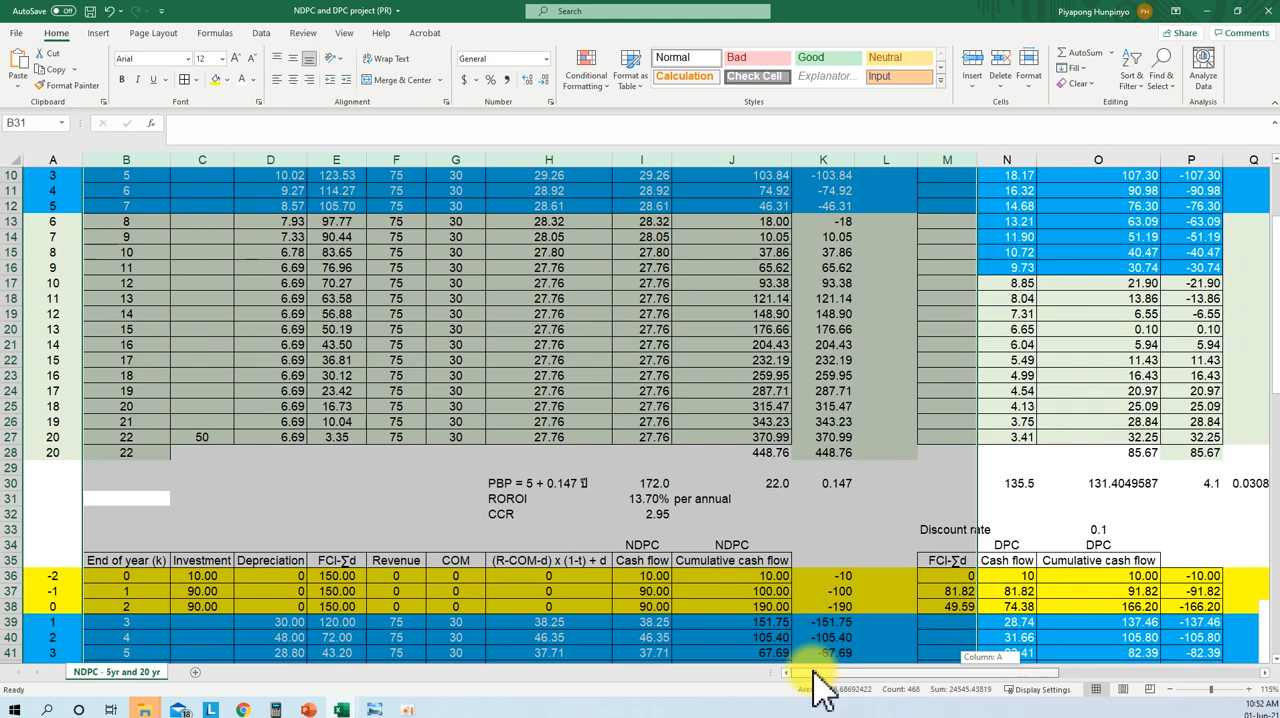 AutoSave Off NDPC and DPC project (PR) Search Piyapong Hunpinyo PH
File Home Insert Page Layout Formulas Data Review View Help Acrobat Share Comments
Paste Cut Copy Format Painter Clipboard
Arial 12 Font
Wrap Text Merge & Center Alignment
General Number
Conditional Formatting Format as Table Normal Bad Good Neutral Calculation Check Cell Explanator... Input Styles
Insert Delete Format Cells
AutoSum Fill Clear Sort & Filter Find & Select Editing
Analyze Data Analysis
B31 fx
A B C D E F G H I J K L M N O P Q
10 3 5 10.02 123.53 75 30 29.26 29.26 103.84 -103.84 18.17 107.30 -107.30
11 4 6 9.27 114.27 75 30 28.92 28.92 74.92 -74.92 16.32 90.98 -90.98
12 5 7 8.57 105.70 75 30 28.61 28.61 46.31 -46.31 14.68 76.30 -76.30
13 6 8 7.93 97.77 75 30 28.32 28.32 18.00 -18 13.21 63.09 -63.09
14 7 9 7.33 90.44 75 30 28.05 28.05 10.05 10.05 11.90 51.19 -51.19
15 8 10 6.78 83.65 75 30 27.80 27.80 37.86 37.86 10.72 40.47 -40.47
16 9 11 6.69 76.96 75 30 27.76 27.76 65.62 65.62 9.73 30.74 -30.74
17 10 12 6.69 70.27 75 30 27.76 27.76 93.38 93.38 8.85 21.90 -21.90
18 11 13 6.69 63.58 75 30 27.76 27.76 121.14 121.14 8.04 13.86 -13.86
19 12 14 6.69 56.88 75 30 27.76 27.76 148.90 148.90 7.31 6.55 -6.55
20 13 15 6.69 50.19 75 30 27.76 27.76 176.66 176.66 6.65 0.10 0.10
21 14 16 6.69 43.50 75 30 27.76 27.76 204.43 204.43 6.04 5.94 5.94
22 15 17 6.69 36.81 75 30 27.76 27.76 232.19 232.19 5.49 11.43 11.43
23 16 18 6.69 30.12 75 30 27.76 27.76 259.95 259.95 4.99 16.43 16.43
24 17 19 6.69 23.42 75 30 27.76 27.76 287.71 287.71 4.54 20.97 20.97
25 18 20 6.69 16.73 75 30 27.76 27.76 315.47 315.47 4.13 25.09 25.09
26 19 21 6.69 10.04 75 30 27.76 27.76 343.23 343.23 3.75 28.84 28.84
27 20 22 50 6.69 3.35 75 30 27.76 27.76 370.99 370.99 3.41 32.25 32.25
28 20 22 448.76 448.76 85.67 85.67
29
30 PBP = 5 + 0.147 ปี 172.0 22.0 0.147 135.5 131.4049587 4.1 0.0308
31 ROROI 13.70% per annual
32 CCR 2.95
33 Discount rate 0.1
34 NDPC NDPC DPC DPC
35 End of year (k) Investment Depreciation FCI-∑d Revenue COM (R-COM-d) x (1-t) + d Cash flow Cumulative cash flow FCI-∑d Cash flow Cumulative cash flow
36 -2 0 10.00 0 150.00 0 0 0 10.00 10.00 -10 0 10 10.00 -10.00
37 -1 1 90.00 0 150.00 0 0 0 90.00 100.00 -100 81.82 81.82 91.82 -91.82
38 0 2 90.00 0 150.00 0 0 0 90.00 190.00 -190 49.59 74.38 166.20 -166.20
39 1 3 30.00 120.00 75 30 38.25 38.25 151.75 -151.75 28.74 137.46 -137.46
40 2 4 48.00 72.00 75 30 46.35 46.35 105.40 -105.40 31.66 105.80 -105.80
41 3 5 28.80 43.20 75 30 37.71 37.71 67.69 -67.69 82.39 -82.39
Column: A
NDPC - 5yr and 20 yr
Ready Count: 468 Sum: 24545.43819 Display Settings 115%
18 10:52 AM
01-Jun-21